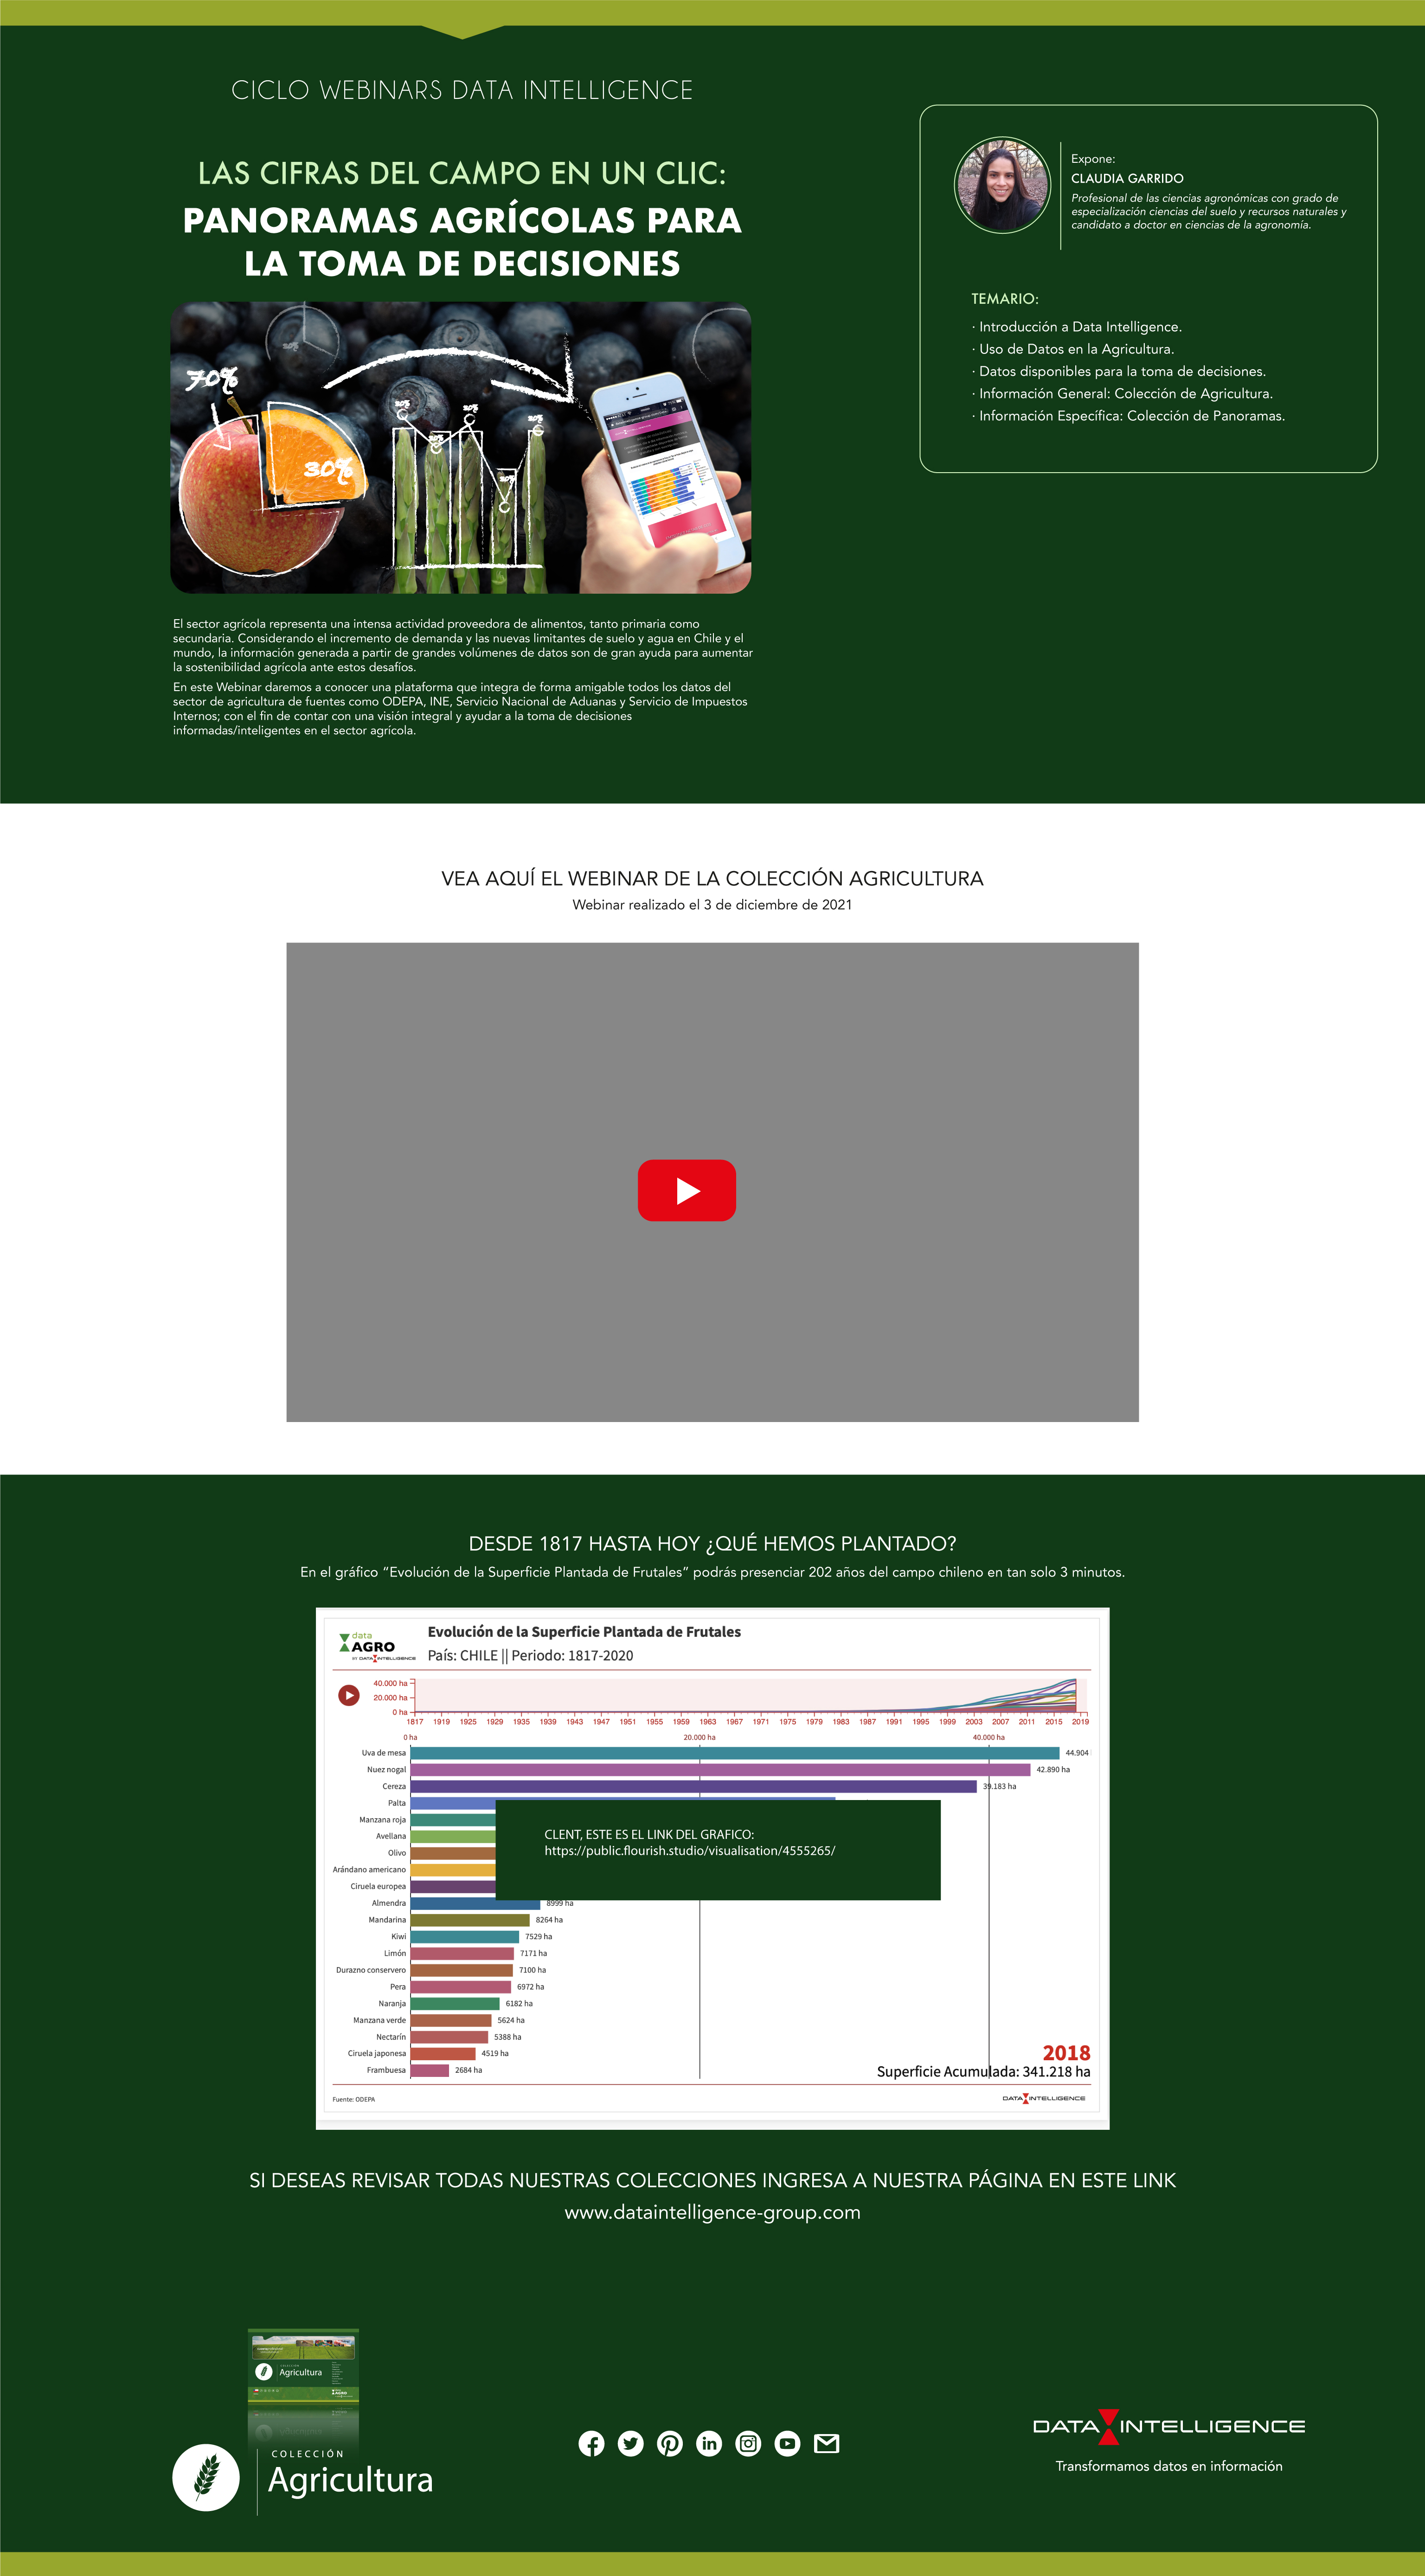 CICLO WEBINARS DATA INTELLIGENCE
LAS CIFRAS DEL CAMPO EN UN CLIC:
PANORAMAS AGRÍCOLAS PARA
LA TOMA DE DECISIONES
70%
30%
20%
20%
20%
20%
20%
20%
El sector agrícola representa una intensa actividad proveedora de alimentos, tanto primaria como
secundaria. Considerando el incremento de demanda y las nuevas limitantes de suelo y agua en Chile y el
mundo, la información generada a partir de grandes volúmenes de datos son de gran ayuda para aumentar
la sostenibilidad agrícola ante estos desafíos.
En este Webinar daremos a conocer una plataforma que integra de forma amigable todos los datos del
sector de agricultura de fuentes como ODEPA, INE, Servicio Nacional de Aduanas y Servicio de Impuestos
Internos; con el fin de contar con una visión integral y ayudar a la toma de decisiones
informadas/inteligentes en el sector agrícola.
Expone:
CLAUDIA GARRIDO
Profesional de las ciencias agronómicas con grado de
especialización ciencias del suelo y recursos naturales y
candidato a doctor en ciencias de la agronomía.
TEMARIO:
· Introducción a Data Intelligence.
· Uso de Datos en la Agricultura.
· Datos disponibles para la toma de decisiones.
· Información General: Colección de Agricultura.
· Información Específica: Colección de Panoramas.
VEA AQUÍ EL WEBINAR DE LA COLECCIÓN AGRICULTURA
Webinar realizado el 3 de diciembre de 2021
DESDE 1817 HASTA HOY ¿QUÉ HEMOS PLANTADO?
En el gráfico “Evolución de la Superficie Plantada de Frutales” podrás presenciar 202 años del campo chileno en tan solo 3 minutos.
data
AGRO
BY DATA INTELLIGENCE
Evolución de la Superficie Plantada de Frutales
País: CHILE || Periodo: 1817-2020
40.000 ha
20.000 ha
0 ha
1817 1919 1925 1929 1935 1939 1943 1947 1951 1955 1959 1963 1967 1971 1975 1979 1983 1987 1991 1995 1999 2003 2007 2011 2015 2019
0 ha 20.000 ha 40.000 ha
Uva de mesa 44.904
Nuez nogal 42.890 ha
Cereza 39.183 ha
Palta
Manzana roja
Avellana
Olivo
Arándano americano
Ciruela europea
CLENT, ESTE ES EL LINK DEL GRAFICO:
https://public.flourish.studio/visualisation/4555265/
Almendra 8999 ha
Mandarina 8264 ha
Kiwi 7529 ha
Limón 7171 ha
Durazno conservero 7100 ha
Pera 6972 ha
Naranja 6182 ha
Manzana verde 5624 ha
Nectarín 5388 ha
Ciruela japonesa 4519 ha
Frambuesa 2684 ha
2018
Superficie Acumulada: 341.218 ha
Fuente: ODEPA
DATA INTELLIGENCE
SI DESEAS REVISAR TODAS NUESTRAS COLECCIONES INGRESA A NUESTRA PÁGINA EN ESTE LINK
www.dataintelligence-group.com
Agricultura
COLECCIÓN
Agricultura
DATA INTELLIGENCE
Transformamos datos en información